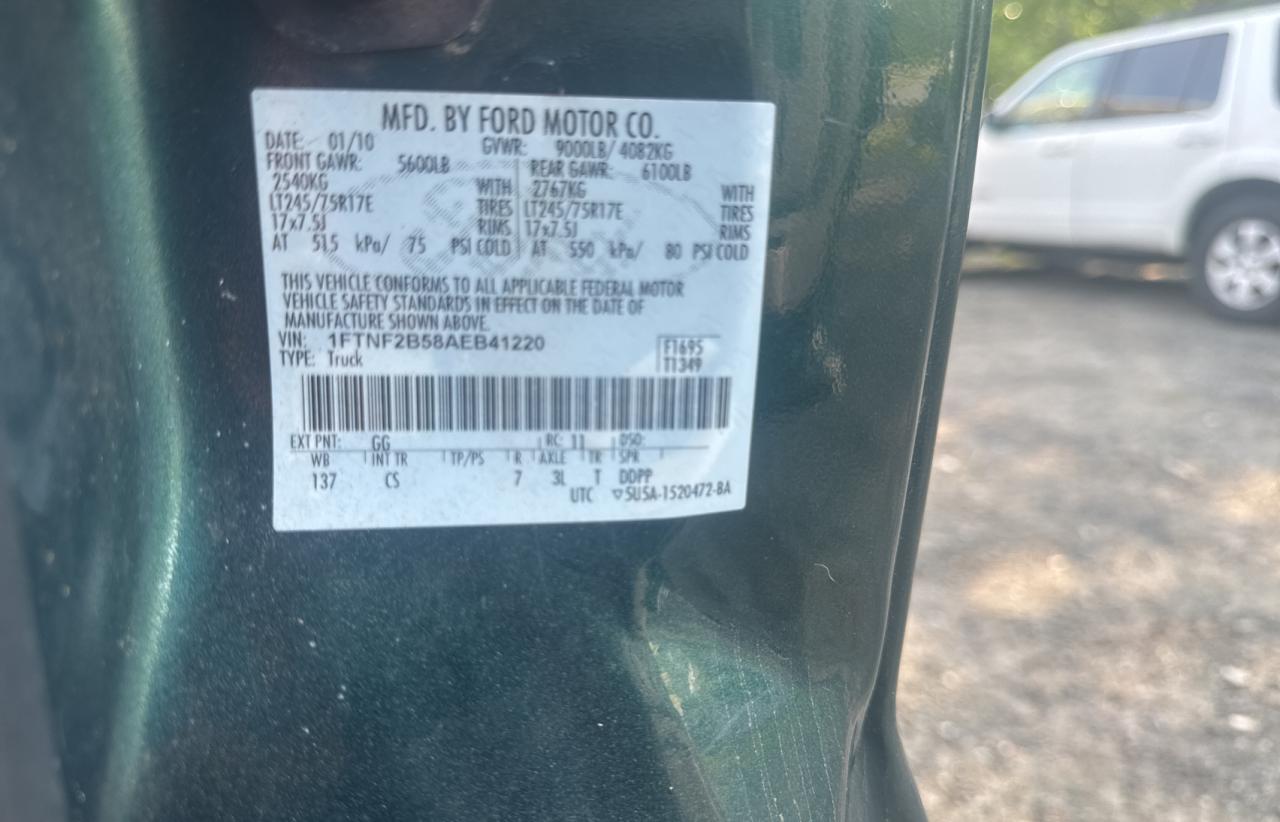 MFD. BY FORD MOTOR CO.
DATE: 01/10 GVWR: 9000LB/ 4082KG
FRONT GAWR: 5600LB REAR GAWR: 6100LB
2540KG WITH 2767KG WITH
LT245/75R17E TIRES LT245/75R17E TIRES
17x7.5J RIMS 17x7.5J RIMS
AT 515 kPa/ 75 PSI COLD AT 550 kPa/ 80 PSI COLD
THIS VEHICLE CONFORMS TO ALL APPLICABLE FEDERAL MOTOR
VEHICLE SAFETY STANDARDS IN EFFECT ON THE DATE OF
MANUFACTURE SHOWN ABOVE.
VIN: 1FTNF2B58AEB41220 F1695
TYPE: Truck T1349
EXT PNT: GG RC: 11 DSO:
WB INT TR TP/PS R AXLE TR SPR
137 CS 7 3L T DDPP
UTC ▽5U5A-1520472-BA